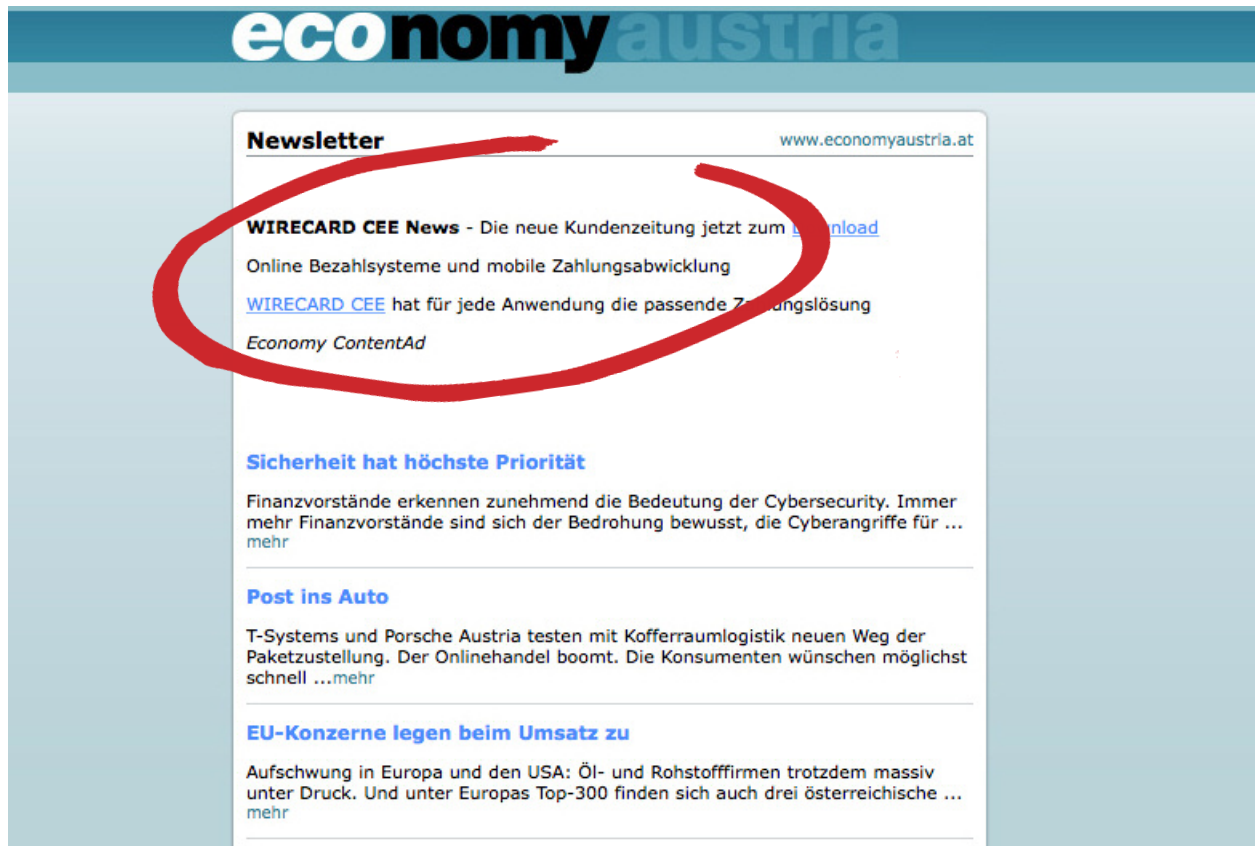 economyaustria
Newsletter www.economyaustria.at
WIRECARD CEE News - Die neue Kundenzeitung jetzt zum Download
Online Bezahlsysteme und mobile Zahlungsabwicklung
WIRECARD CEE hat für jede Anwendung die passende Zahlungslösung
Economy ContentAd
Sicherheit hat höchste Priorität
Finanzvorstände erkennen zunehmend die Bedeutung der Cybersecurity. Immer
mehr Finanzvorstände sind sich der Bedrohung bewusst, die Cyberangriffe für ...
mehr
Post ins Auto
T-Systems und Porsche Austria testen mit Kofferraumlogistik neuen Weg der
Paketzustellung. Der Onlinehandel boomt. Die Konsumenten wünschen möglichst
schnell ...mehr
EU-Konzerne legen beim Umsatz zu
Aufschwung in Europa und den USA: Öl- und Rohstofffirmen trotzdem massiv
unter Druck. Und unter Europas Top-300 finden sich auch drei österreichische ...
mehr